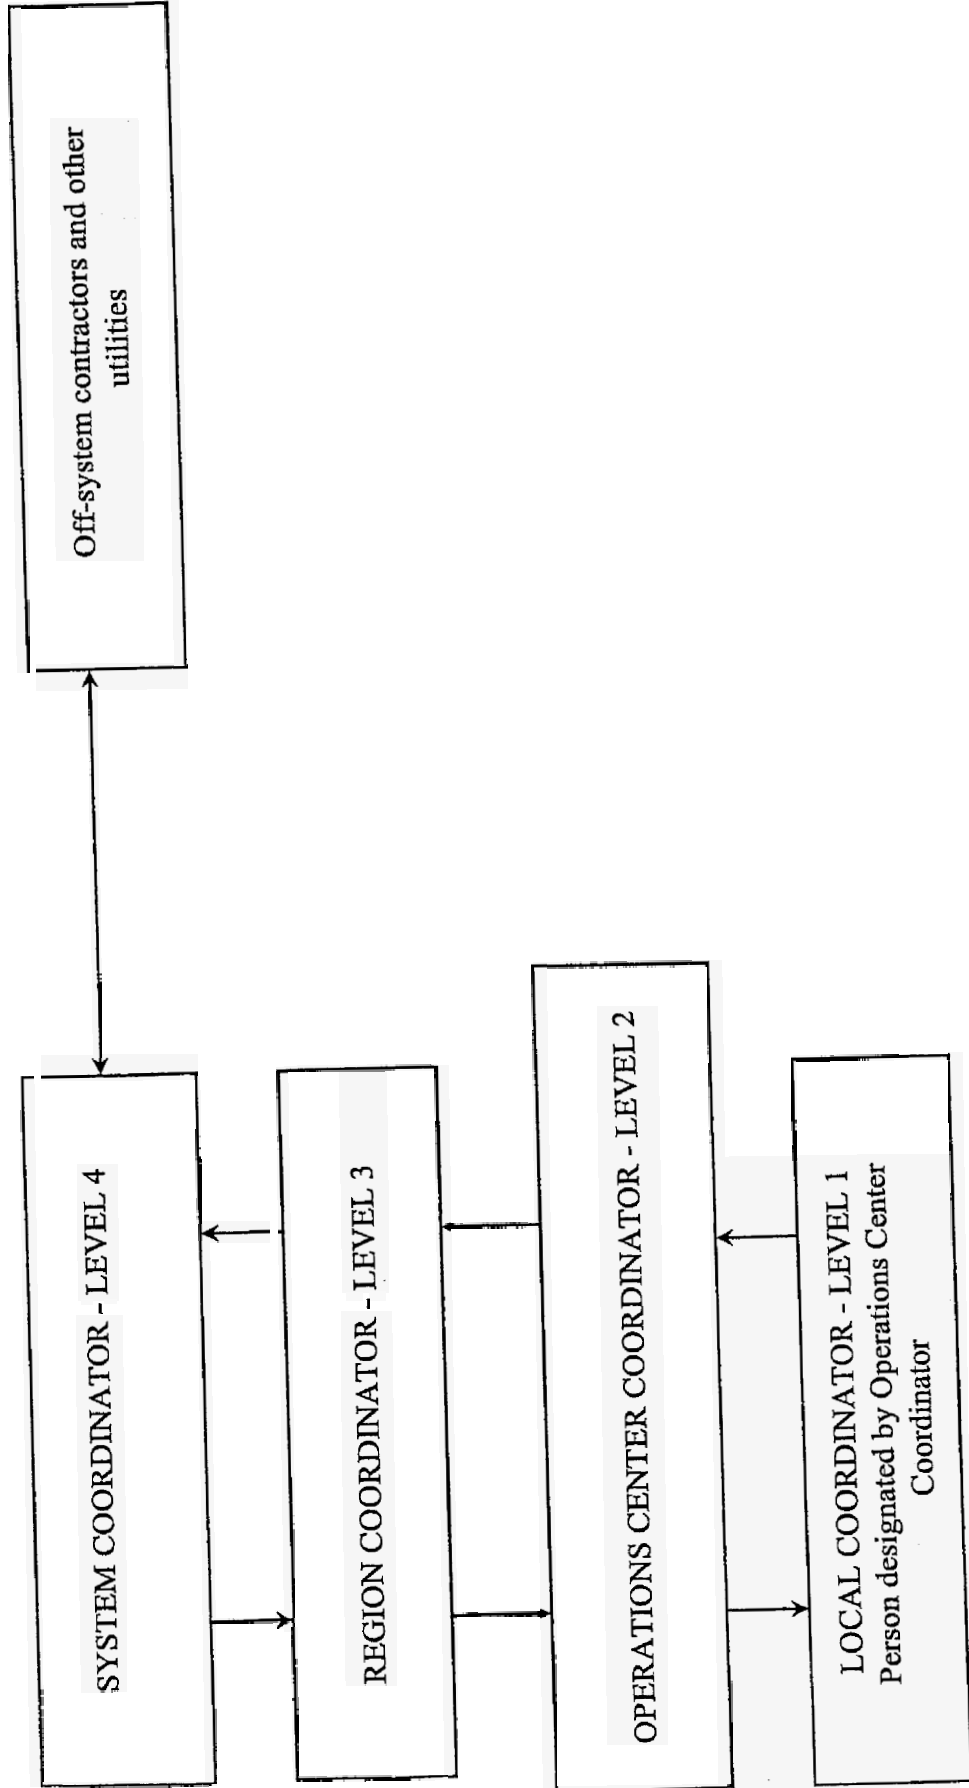 SYSTEM COORDINATOR - LEVEL 4
Off-system contractors and other
utilities
REGION COORDINATOR - LEVEL 3
OPERATIONS CENTER COORDINATOR - LEVEL 2
LOCAL COORDINATOR - LEVEL 1
Person designated by Operations Center
Coordinator